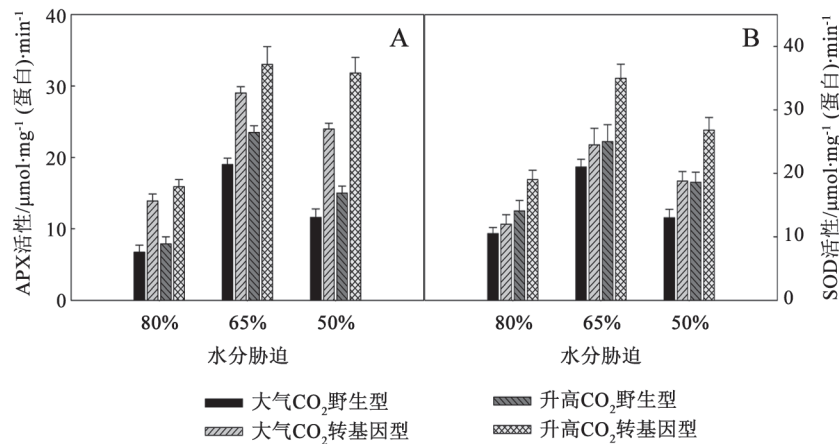 40
30
20
10
0
APX活性/μmol·mg⁻¹ (蛋白)·min⁻¹
A
B
40
30
20
10
0
SOD活性/μmol·mg⁻¹ (蛋白)·min⁻¹
80% 65% 50%
80% 65% 50%
水分胁迫
水分胁迫
大气CO₂野生型
升高CO₂野生型
大气CO₂转基因型
升高CO₂转基因型